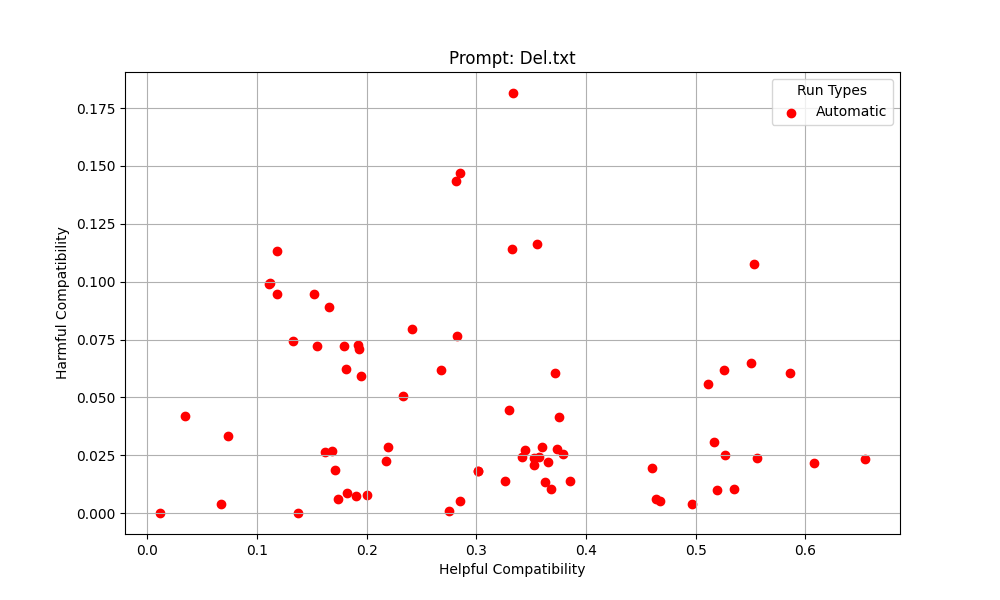 Prompt: Del.txt
Run Types
Automatic
Harmful Compatibility
0.175
0.150
0.125
0.100
0.075
0.050
0.025
0.000
0.0 0.1 0.2 0.3 0.4 0.5 0.6
Helpful Compatibility